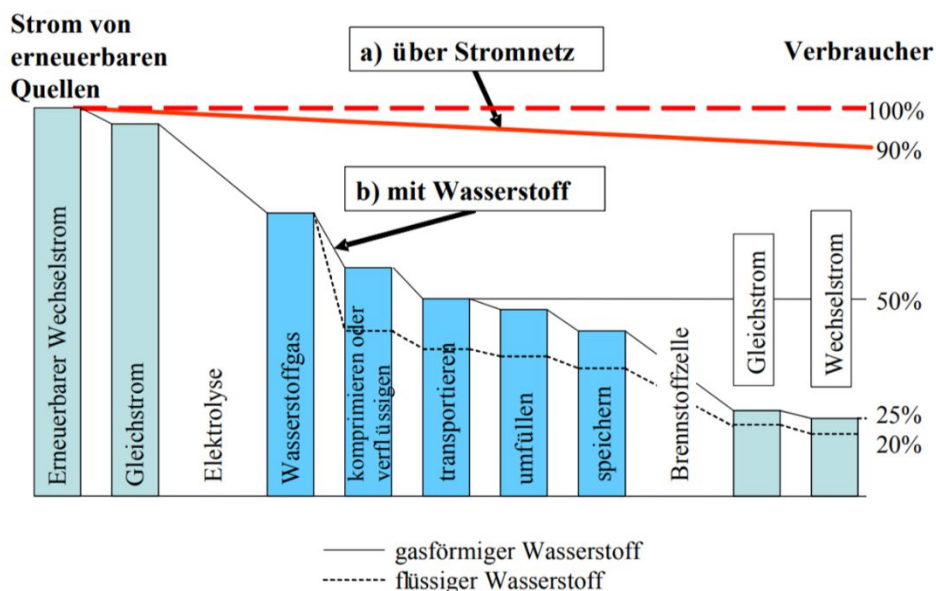 Strom von
erneuerbaren
Quellen
a) über Stromnetz
Verbraucher
100%
90%
b) mit Wasserstoff
50%
25%
20%
Erneuerbarer Wechselstrom
Gleichstrom
Elektrolyse
Wasserstoffgas
komprimieren oder
verflüssigen
transportieren
umfüllen
speichern
Brennstoffzelle
Gleichstrom
Wechselstrom
gasförmiger Wasserstoff
flüssiger Wasserstoff